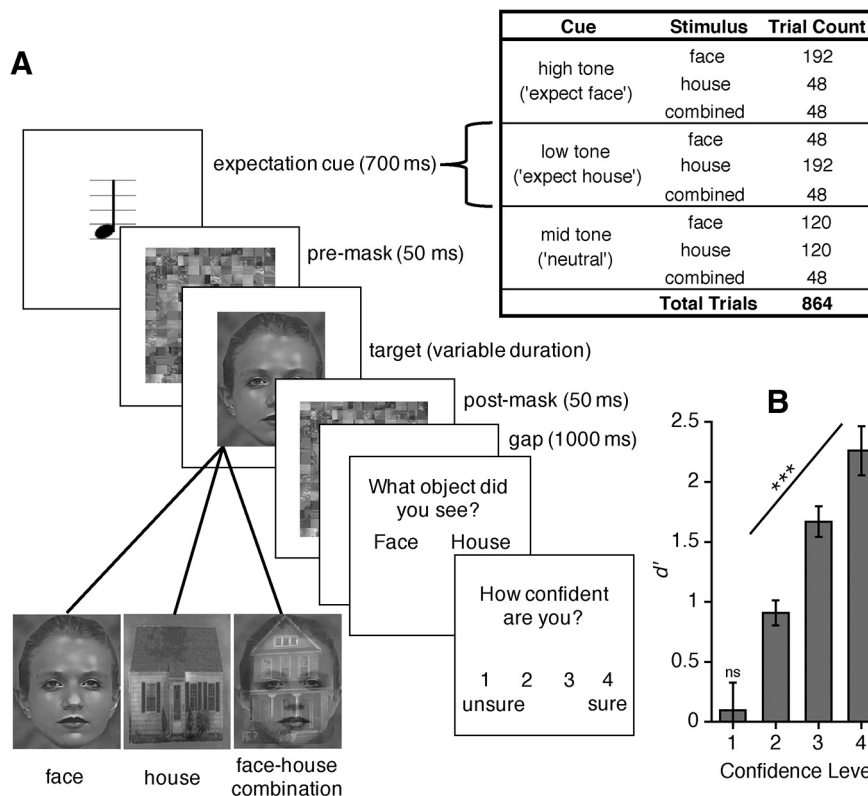 A
Cue Stimulus Trial Count
high tone
('expect face')
face 192
house 48
combined 48
low tone
('expect house')
face 48
house 192
combined 48
mid tone
('neutral')
face 120
house 120
combined 48
Total Trials 864
expectation cue (700 ms)
pre-mask (50 ms)
target (variable duration)
post-mask (50 ms)
gap (1000 ms)
What object did
you see?
Face House
How confident
are you?
1 2 3 4
unsure sure
face
house
face-house
combination
B
2.5
2
1.5
1
0.5
0
d'
ns
***
1 2 3 4
Confidence Leve